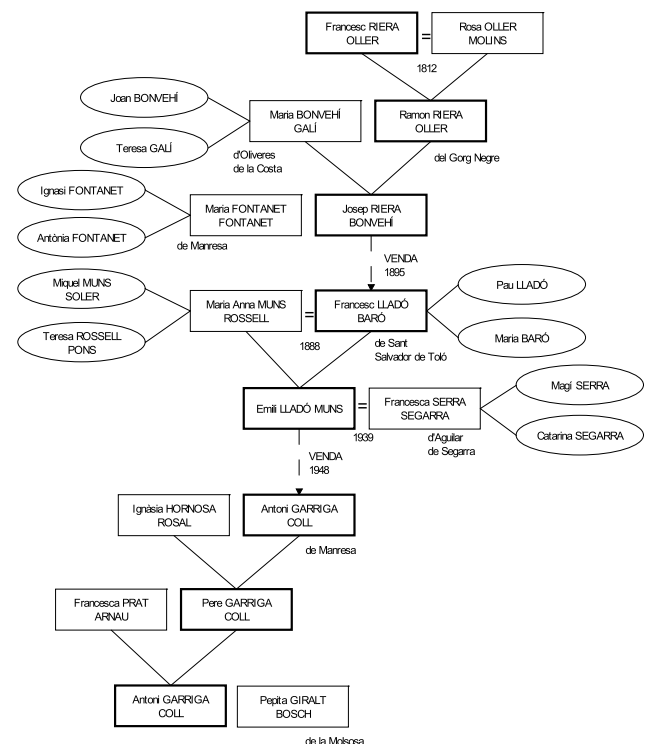 Francesc RIERA
OLLER
=
Rosa OLLER
MOLINS
1812
Joan BONVEHÍ
Teresa GALÍ
Maria BONVEHÍ
GALÍ
d'Oliveres
de la Costa
Ramon RIERA
OLLER
del Gorg Negre
Ignasi FONTANET
Antònia FONTANET
Maria FONTANET
FONTANET
de Manresa
Josep RIERA
BONVEHÍ
VENDA
1895
Miquel MUNS
SOLER
Teresa ROSSELL
PONS
Maria Anna MUNS
ROSSELL
=
1888
Francesc LLADÓ
BARÓ
de Sant
Salvador de Toló
Pau LLADÓ
Maria BARÓ
Emili LLADÓ MUNS
=
1939
Francesca SERRA
SEGARRA
d'Aguilar
de Segarra
Magí SERRA
Catarina SEGARRA
VENDA
1948
Ignàsia HORNOSA
ROSAL
Antoni GARRIGA
COLL
de Manresa
Francesca PRAT
ARNAU
Pere GARRIGA
COLL
Antoni GARRIGA
COLL
Pepita GIRALT
BOSCH
de la Molsosa